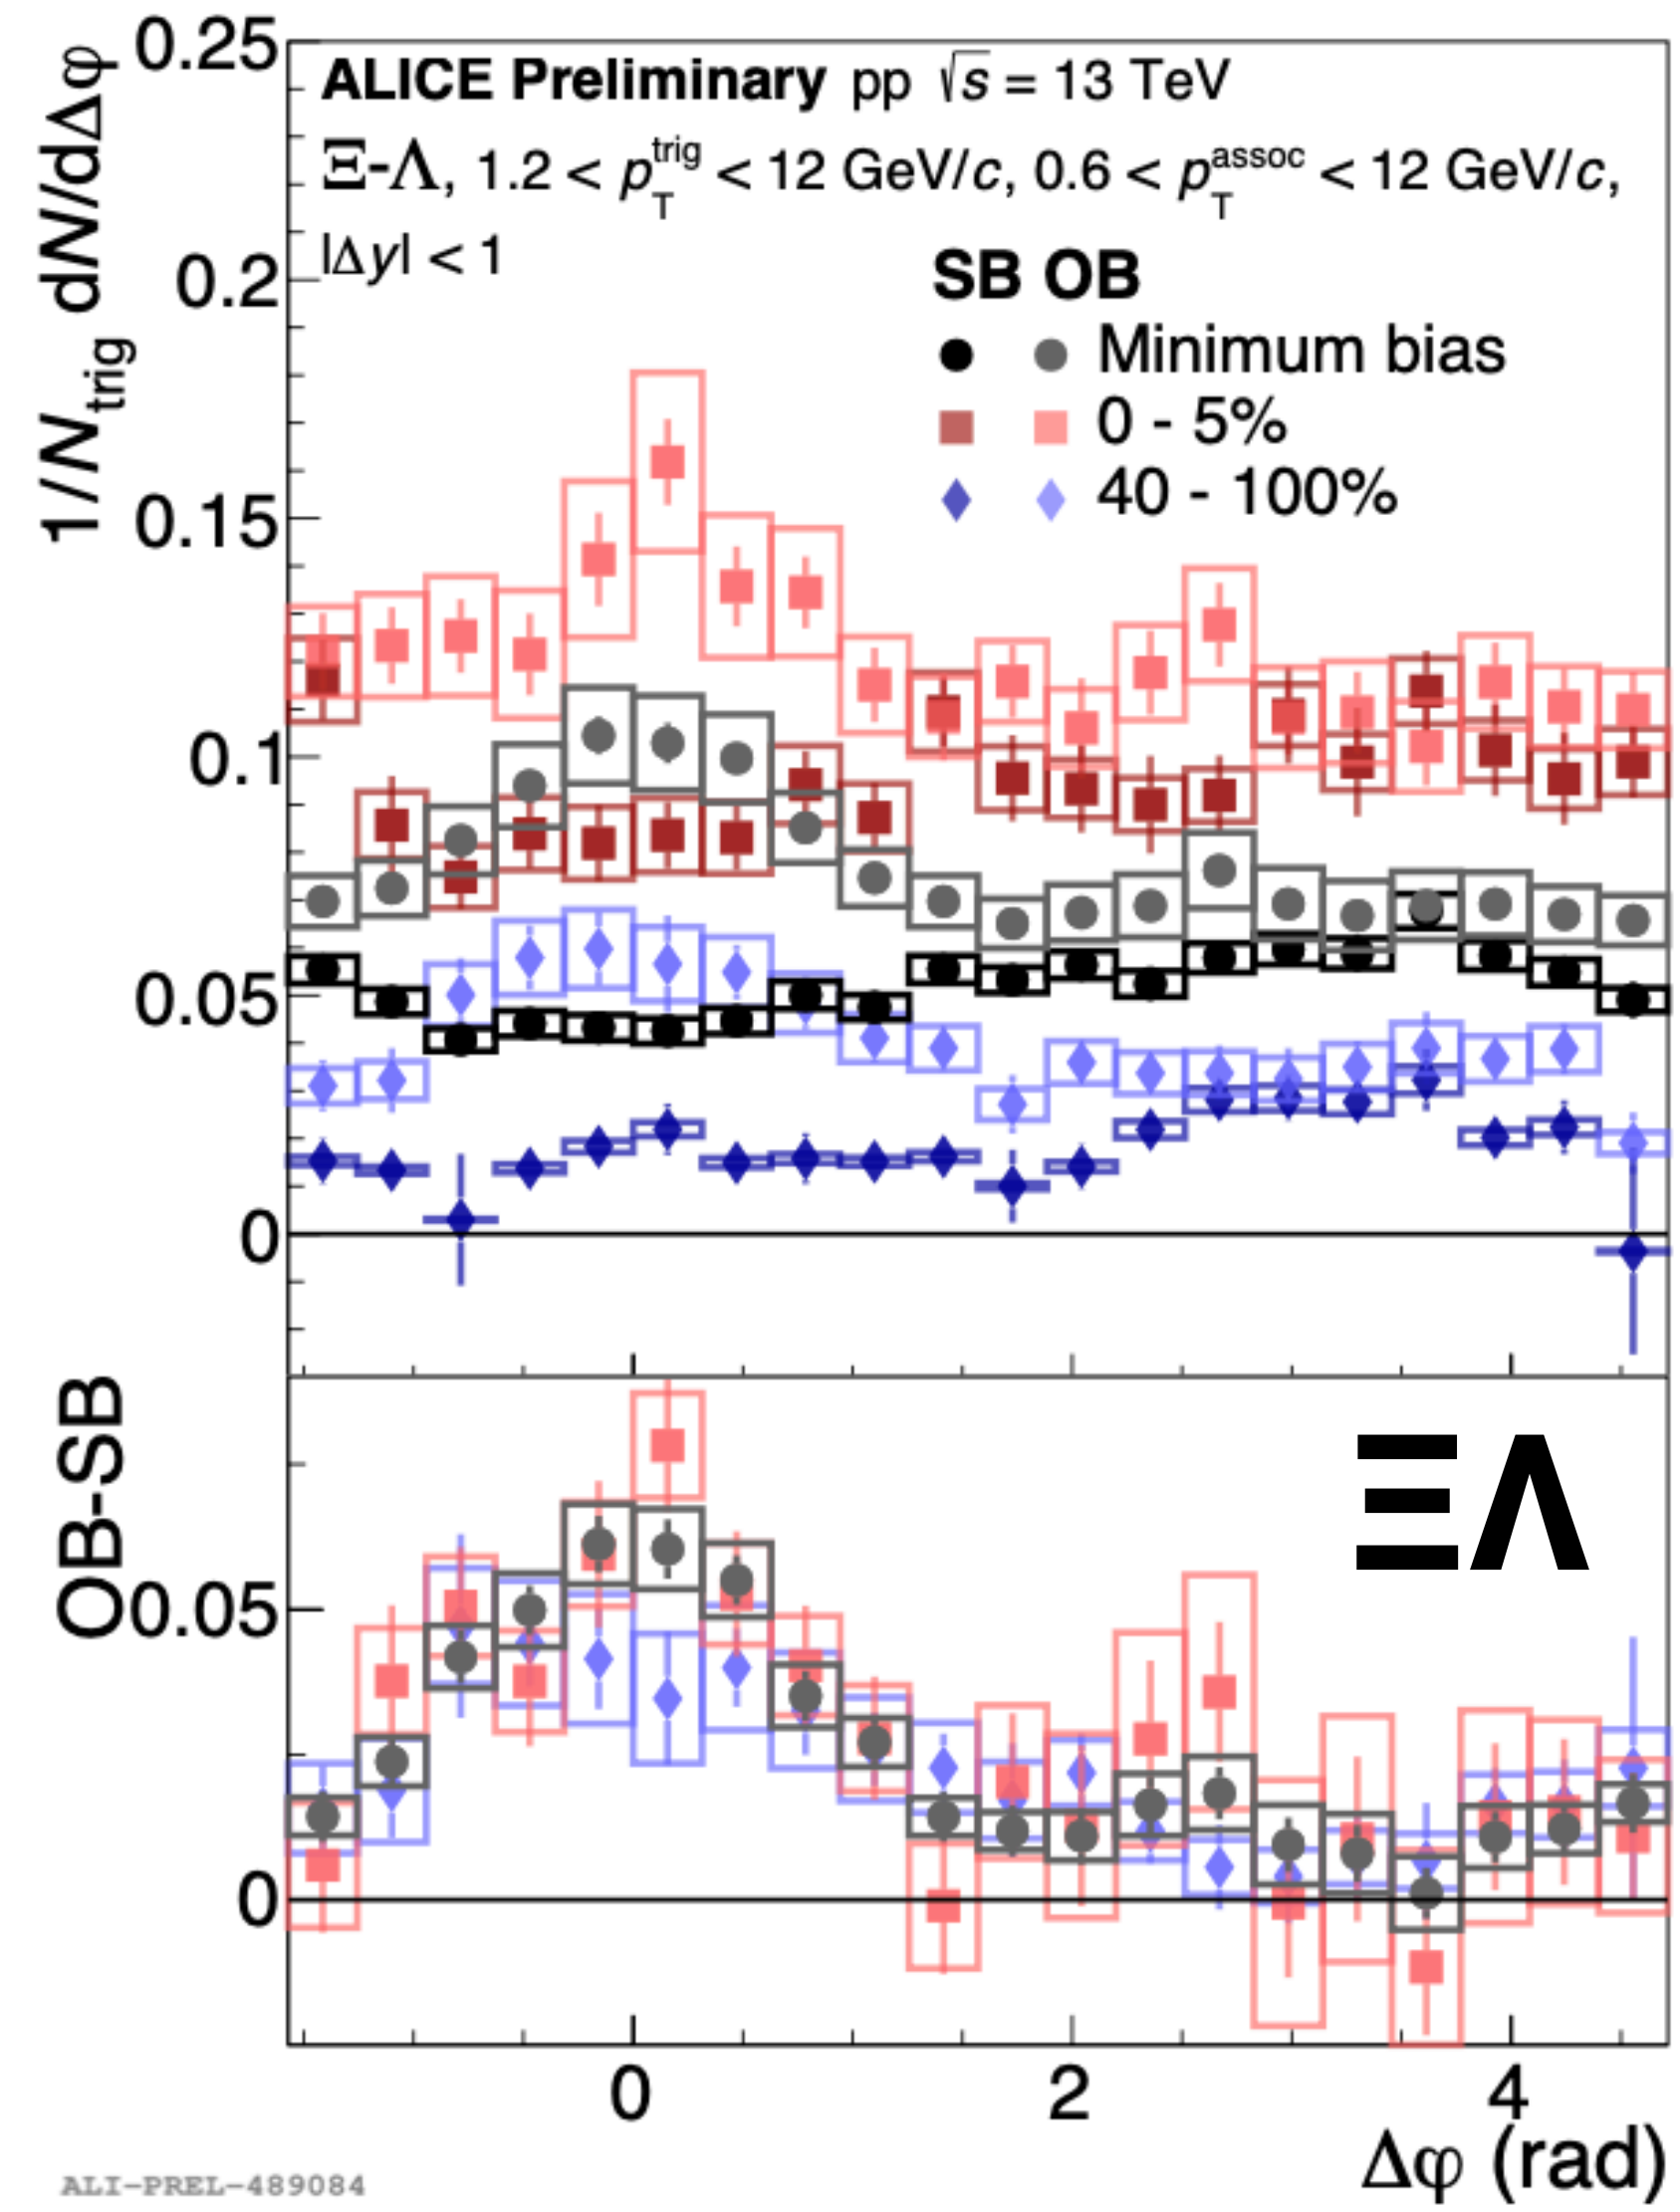 0.25
ALICE Preliminary pp √s = 13 TeV
Ξ-Λ, 1.2 < p_T^trig < 12 GeV/c, 0.6 < p_T^assoc < 12 GeV/c,
|Δy| < 1
1/N_trig dN/dΔφ
0.2
SB OB
Minimum bias
0 - 5%
40 - 100%
0.15
0.1
0.05
0
OB-SB
ΞΛ
0.05
0
0 2 4
Δφ (rad)
ALI-PREL-489084